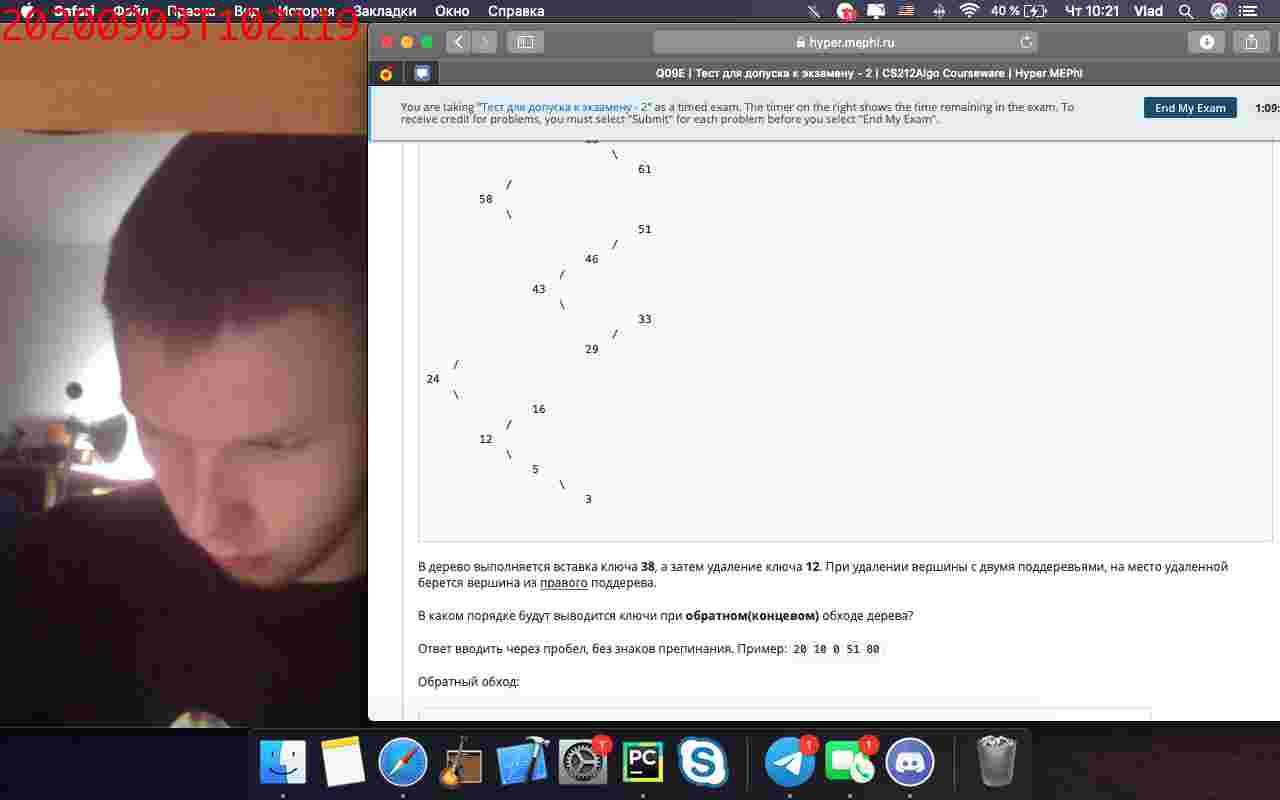 20200903T102119
Safari Файл Правка Вид История Закладки Окно Справка
40 % Чт 10:21 Vlad
hyper.mephi.ru
Q09E | Тест для допуска к экзамену - 2 | CS212Algo Courseware | Hyper.MEPhI
You are taking "Тест для допуска к экзамену - 2" as a timed exam. The timer on the right shows the time remaining in the exam. To
receive credit for problems, you must select "Submit" for each problem before you select "End My Exam".
End My Exam
1:09:
\
61
/
58
\
51
/
46
/
43
\
33
/
29
/
24
\
16
/
12
\
5
\
3
В дерево выполняется вставка ключа 38, а затем удаление ключа 12. При удалении вершины с двумя поддеревьями, на место удаленной
берется вершина из правого поддерева.
В каком порядке будут выводится ключи при обратном(концевом) обходе дерева?
Ответ вводить через пробел, без знаков препинания. Пример: 20 10 0 51 80
Обратный обход:
1
PC
1
1